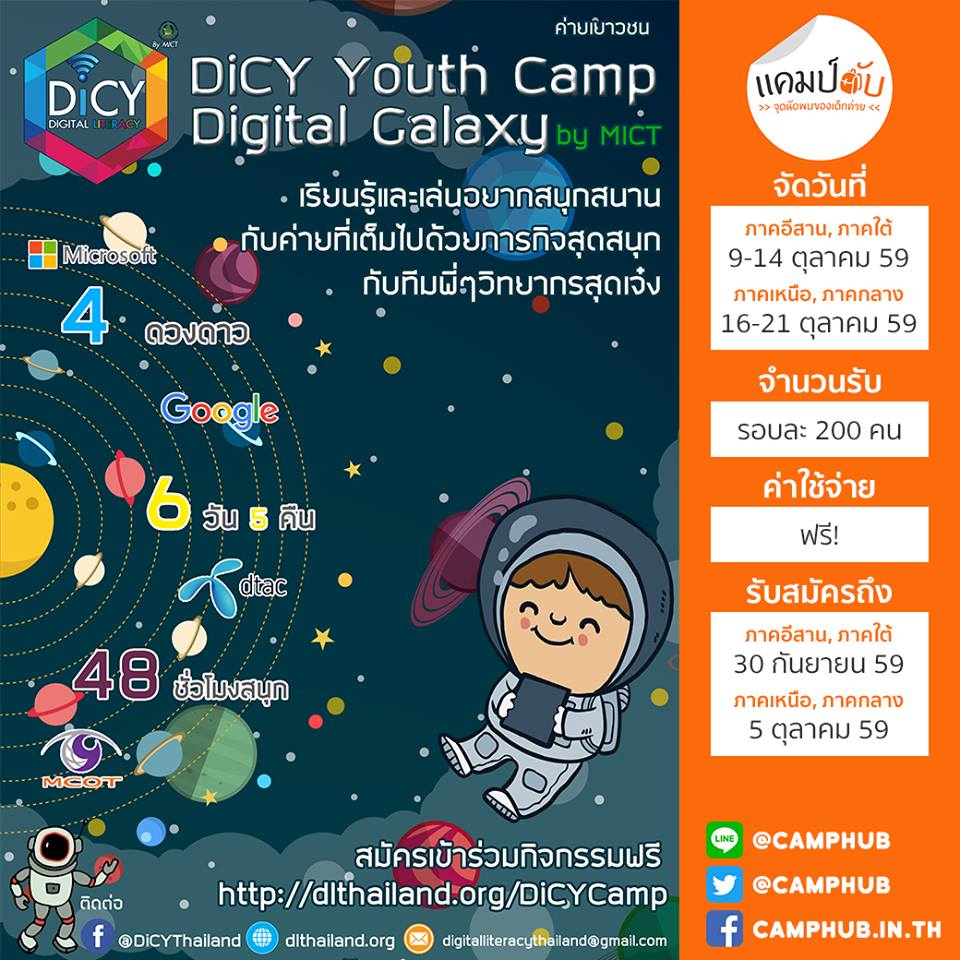 By MICT
DiCY
DIGITAL LITERACY
ค่ายเยาวชน
DiCY Youth Camp
Digital Galaxy by MICT
เรียนรู้และเล่นอยากสนุกสนาน
กับค่ายที่เต็มไปด้วยภารกิจสุดสนุก
กับทีมพี่ๆวิทยากรสุดเจ๋ง
Microsoft
4 ดวงดาว
Google
6 วัน 5 คืน
dtac
48 ชั่วโมงสนุก
MCOT
สมัครเข้าร่วมกิจกรรมฟรี
http://dlthailand.org/DiCYCamp
ติดต่อ
@DiCYThailand dlthailand.org digitalliteracythailand@gmail.com
แคมป์ฮับ
>> จุดนัดพบของเด็กค่าย <<
จัดวันที่
ภาคอีสาน, ภาคใต้
9-14 ตุลาคม 59
ภาคเหนือ, ภาคกลาง
16-21 ตุลาคม 59
จำนวนรับ
รอบละ 200 คน
ค่าใช้จ่าย
ฟรี!
รับสมัครถึง
ภาคอีสาน, ภาคใต้
30 กันยายน 59
ภาคเหนือ, ภาคกลาง
5 ตุลาคม 59
LINE @CAMPHUB
@CAMPHUB
CAMPHUB.IN.TH